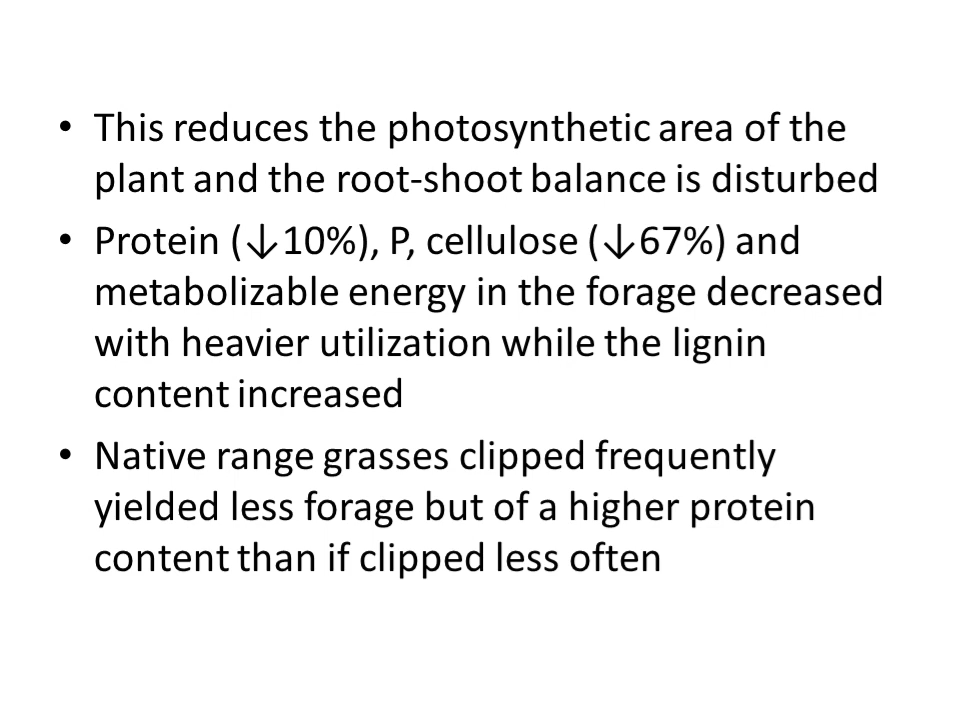 • This reduces the photosynthetic area of the
plant and the root-shoot balance is disturbed
• Protein (↓10%), P, cellulose (↓67%) and
metabolizable energy in the forage decreased
with heavier utilization while the lignin
content increased
• Native range grasses clipped frequently
yielded less forage but of a higher protein
content than if clipped less often